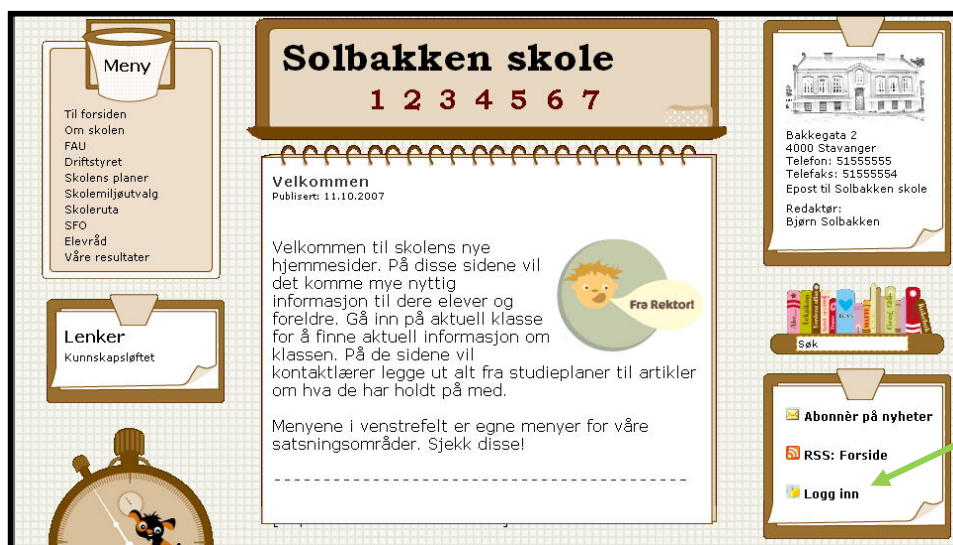 Meny
Til forsiden
Om skolen
FAU
Driftstyret
Skolens planer
Skolemiljøutvalg
Skoleruta
SFO
Elevråd
Våre resultater
Lenker
Kunnskapsløftet
Solbakken skole
1 2 3 4 5 6 7
Velkommen
Publisert: 11.10.2007
Velkommen til skolens nye
hjemmesider. På disse sidene vil
det komme mye nyttig
informasjon til dere elever og
foreldre. Gå inn på aktuell klasse
for å finne aktuell informasjon om
klassen. På de sidene vil
kontaktlærer legge ut alt fra studieplaner til artikler
om hva de har holdt på med.
Fra Rektor!
Menyene i venstrefelt er egne menyer for våre
satsningsområder. Sjekk disse!
Bakkegata 2
4000 Stavanger
Telefon: 51555555
Telefaks: 51555554
Epost til Solbakken skole
Redaktør:
Bjørn Solbakken
Leksikon
Søk
Abonnèr på nyheter
RSS: Forside
Logg inn